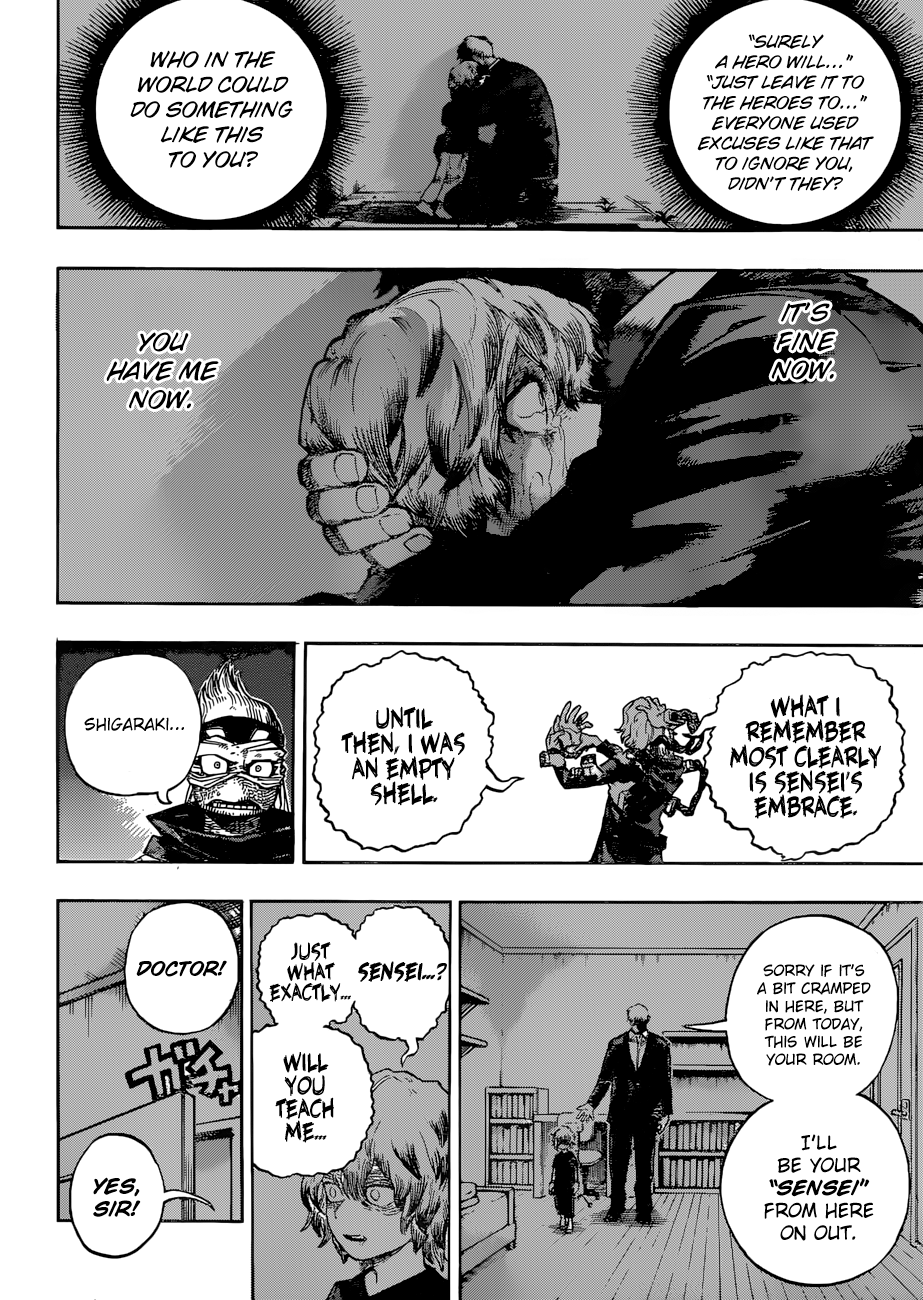 "SURELY
A HERO WILL..."
"JUST LEAVE IT TO
THE HEROES TO..."
EVERYONE USED
EXCUSES LIKE THAT
TO IGNORE YOU,
DIDN'T THEY?
WHO IN THE
WORLD COULD
DO SOMETHING
LIKE THIS
TO YOU?
IT'S
FINE
NOW.
YOU
HAVE ME
NOW.
WHAT I
REMEMBER
MOST CLEARLY
IS SENSEI'S
EMBRACE.
UNTIL
THEN, I WAS
AN EMPTY
SHELL.
SHIGARAKI...
SORRY IF IT'S
A BIT CRAMPED
IN HERE, BUT
FROM TODAY,
THIS WILL BE
YOUR ROOM.
I'LL
BE YOUR
"SENSEI"
FROM HERE
ON OUT.
SENSEI...?
JUST
WHAT
EXACTLY...
WILL
YOU
TEACH
ME...
DOCTOR!
ガチャ
YES,
SIR!